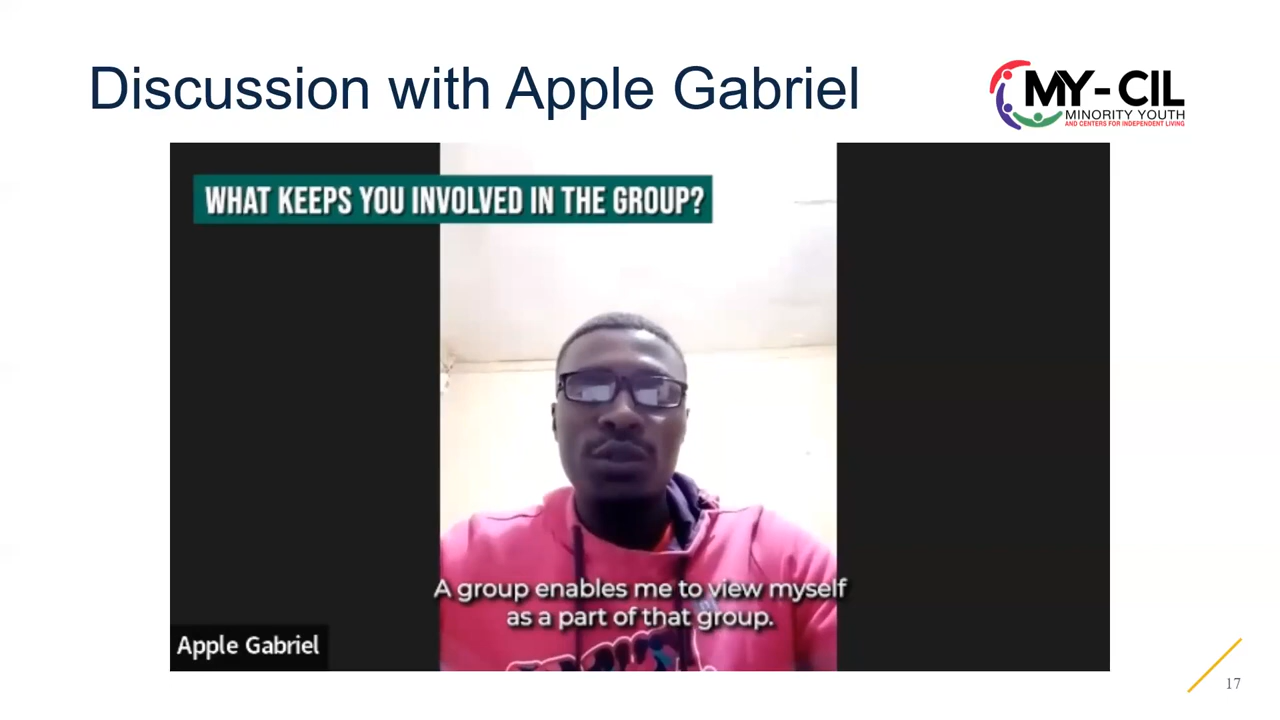 Discussion with Apple Gabriel
MY-CIL
MINORITY YOUTH
AND CENTERS FOR INDEPENDENT LIVING
WHAT KEEPS YOU INVOLVED IN THE GROUP?
A group enables me to view myself
as a part of that group.
Apple Gabriel
17